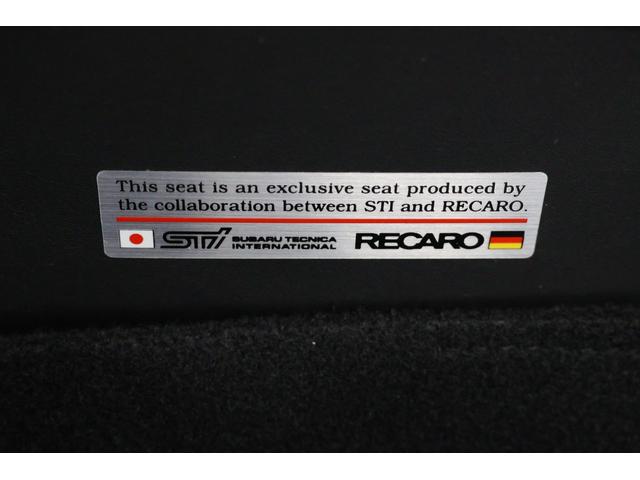 This seat is an exclusive seat produced by
the collaboration between STI and RECARO.
STI SUBARU TECNICA INTERNATIONAL RECARO